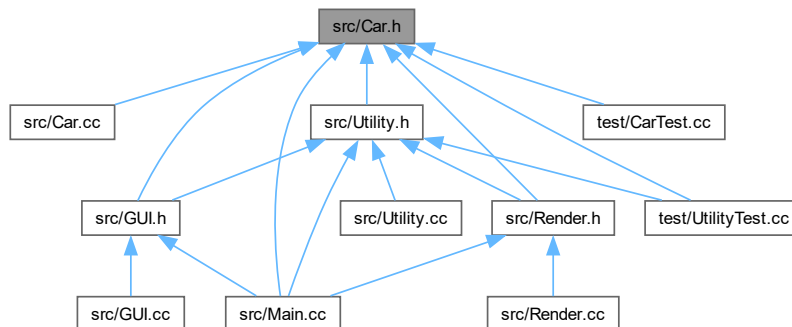 src/Car.h
src/Car.cc
src/Utility.h
test/CarTest.cc
src/GUI.h
src/Utility.cc
src/Render.h
test/UtilityTest.cc
src/GUI.cc
src/Main.cc
src/Render.cc